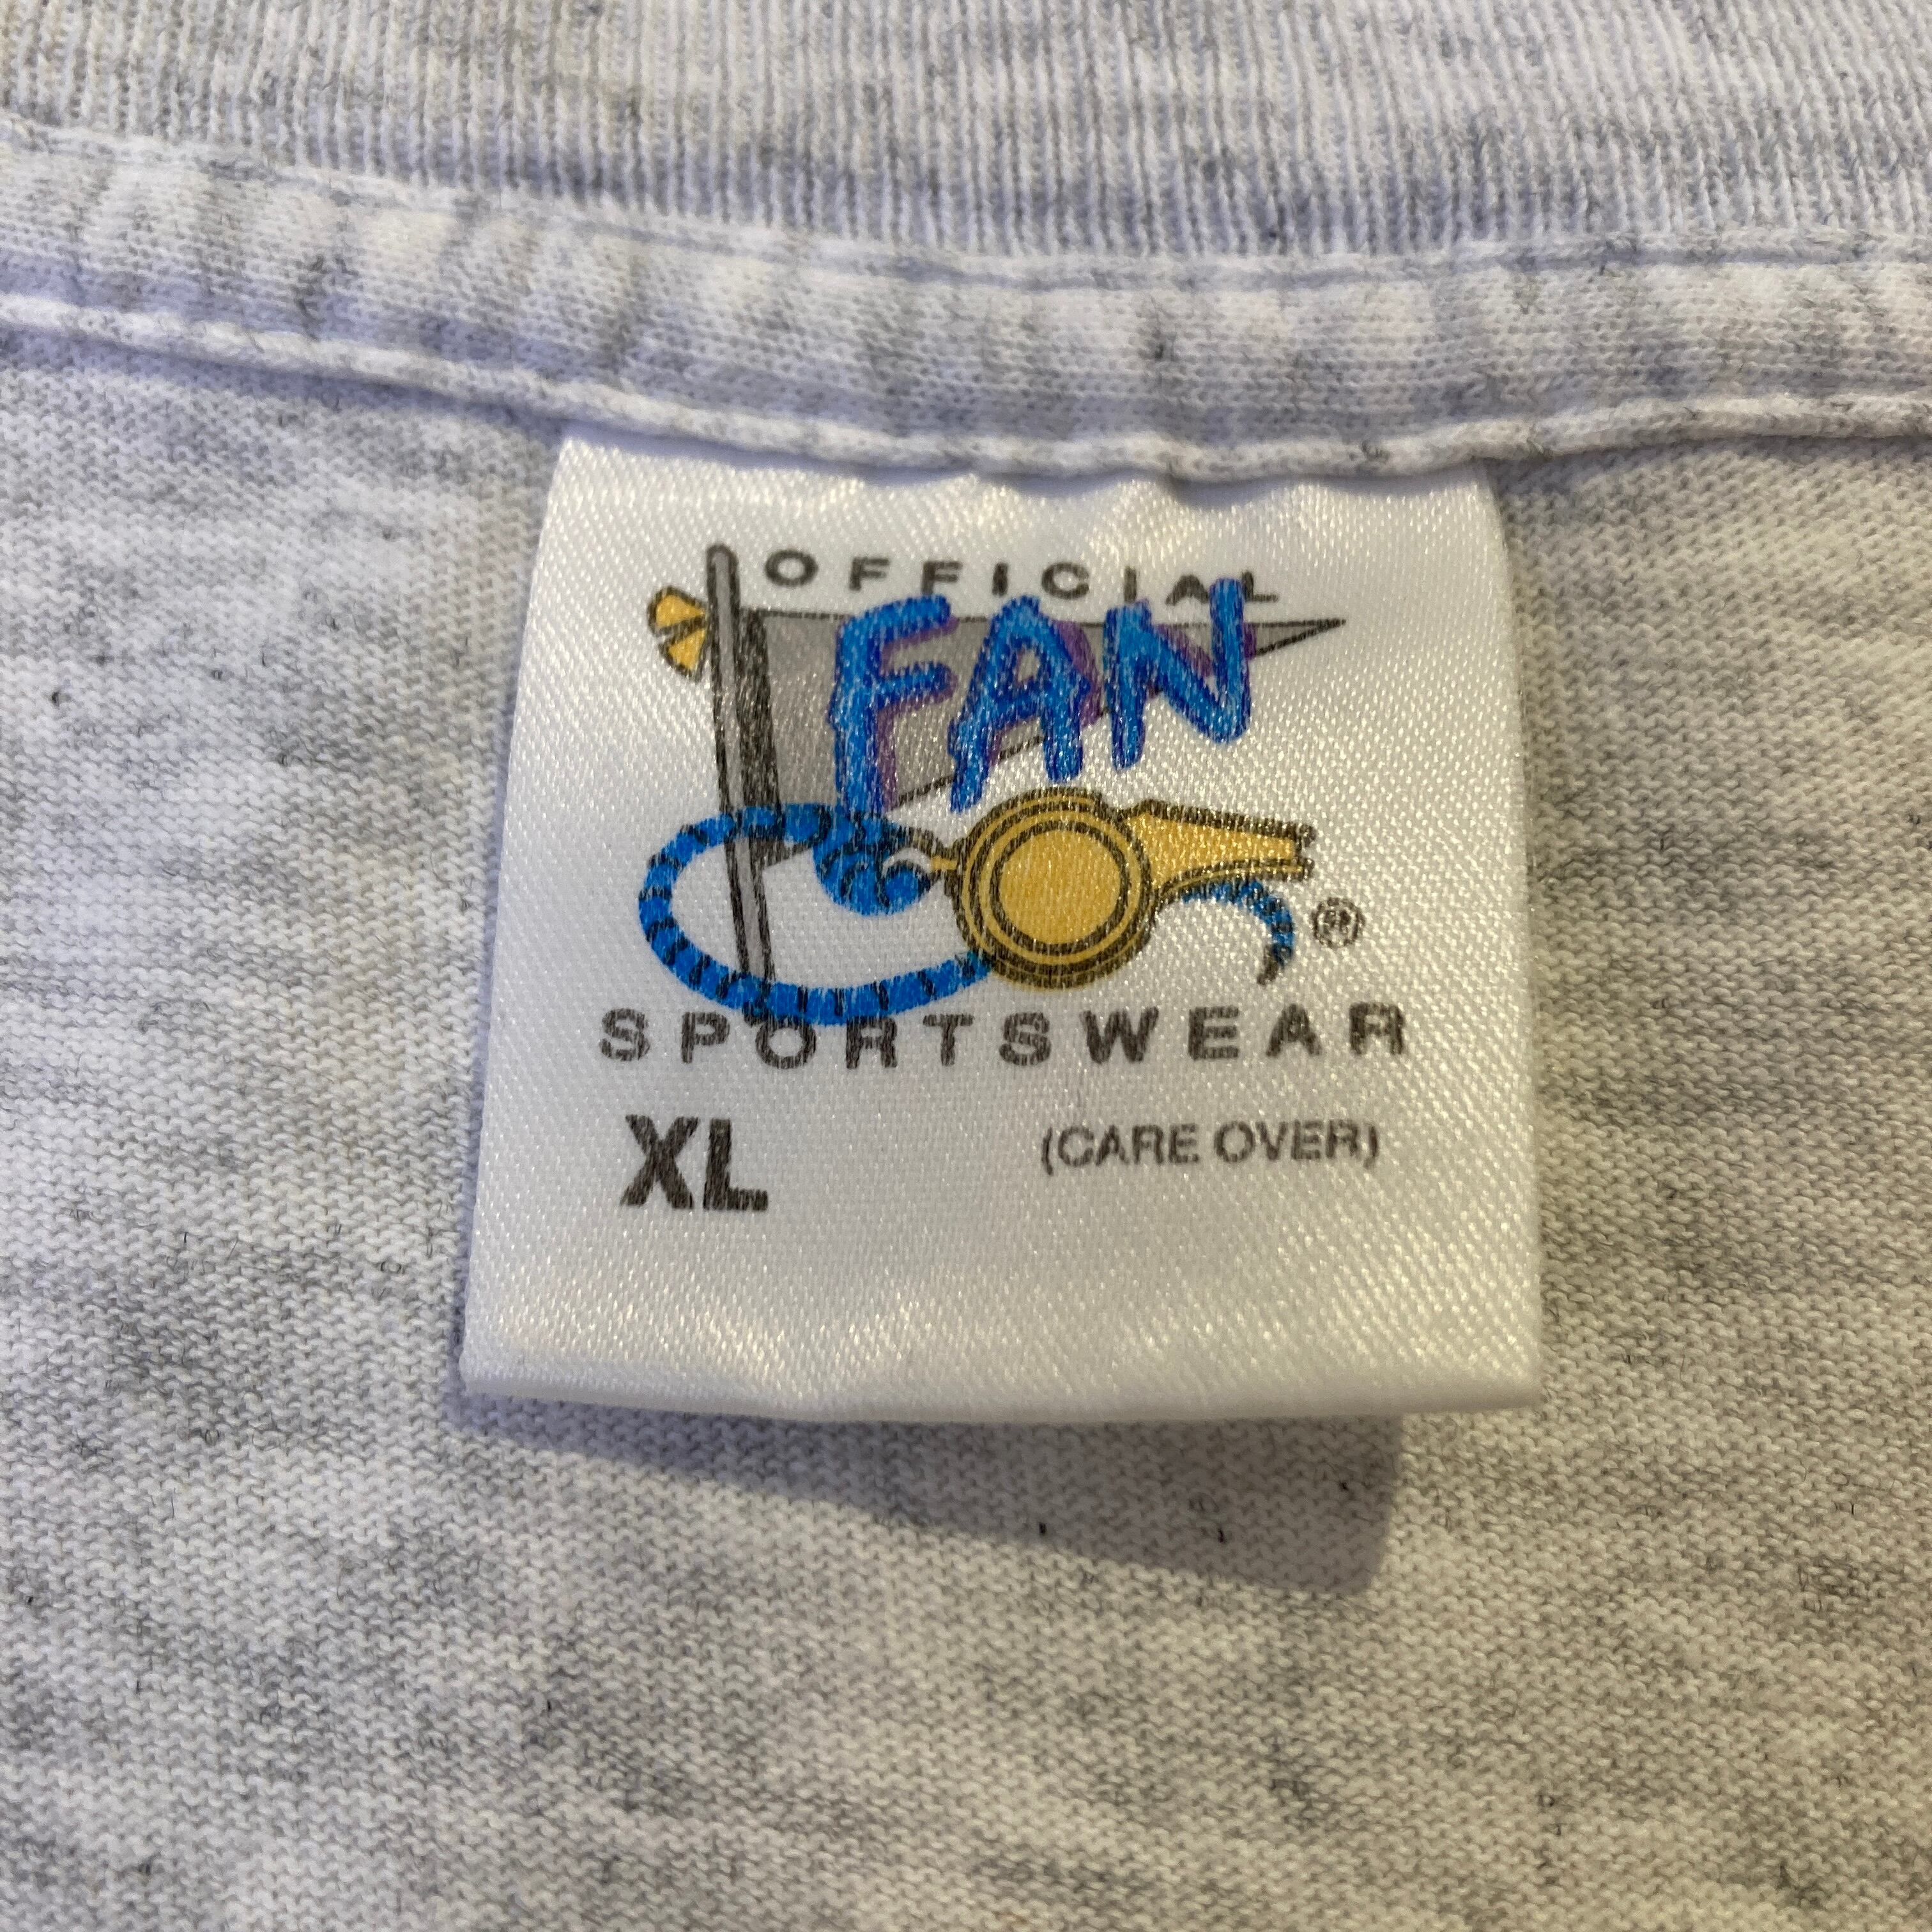 OFFICIAL
FAN
®
SPORTSWEAR
XL (CARE OVER)